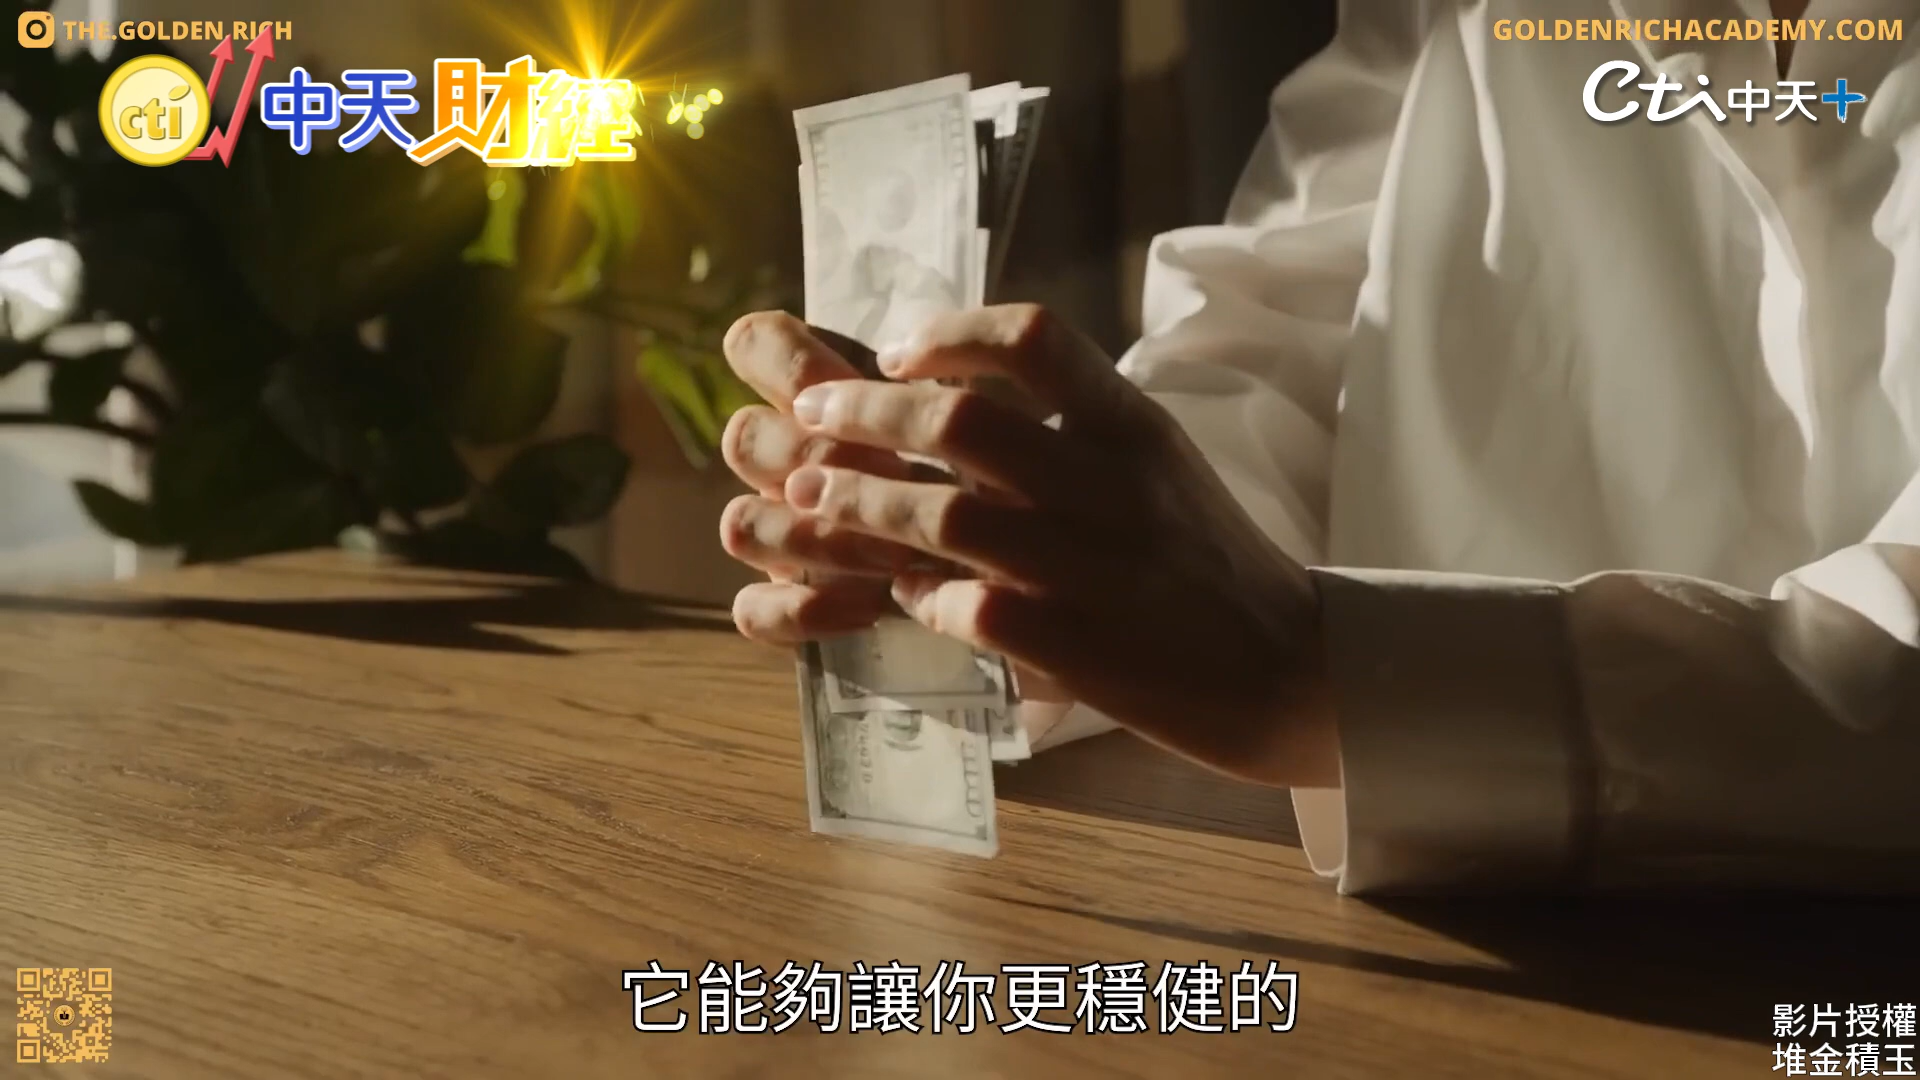 THE.GOLDEN.RICH
GOLDENRICHACADEMY.COM
cti
中天財經
cti中天+
它能夠讓你更穩健的
影片授權
堆金積玉